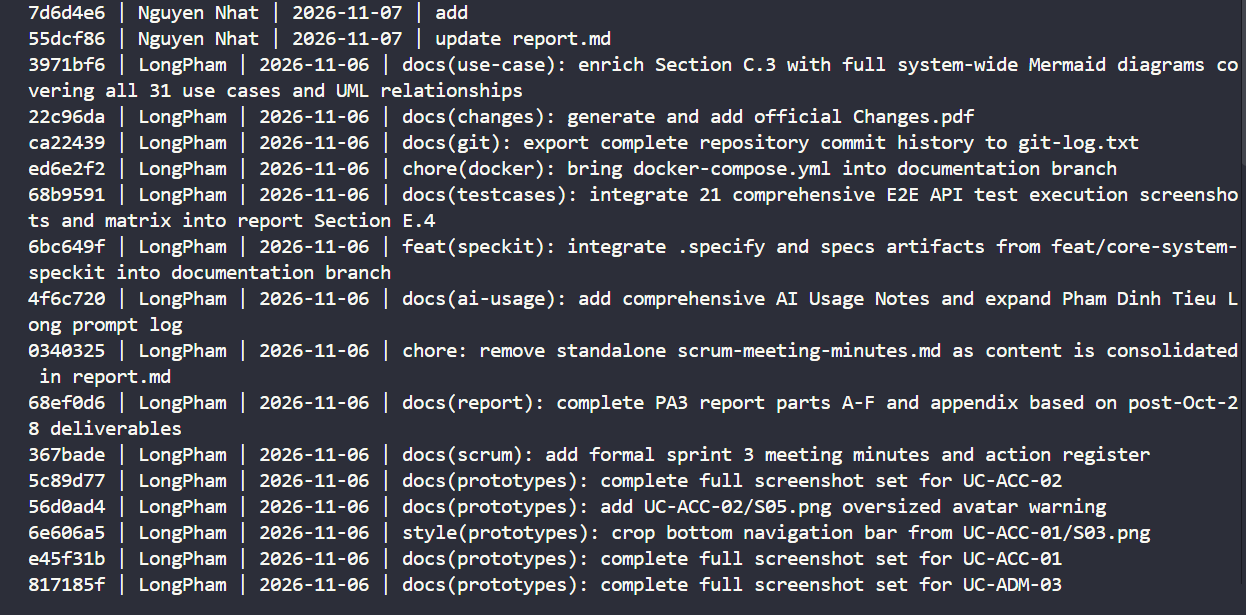 7d6d4e6 | Nguyen Nhat | 2026-11-07 | add
55dcf86 | Nguyen Nhat | 2026-11-07 | update report.md
3971bf6 | LongPham | 2026-11-06 | docs(use-case): enrich Section C.3 with full system-wide Mermaid diagrams co
vering all 31 use cases and UML relationships
22c96da | LongPham | 2026-11-06 | docs(changes): generate and add official Changes.pdf
ca22439 | LongPham | 2026-11-06 | docs(git): export complete repository commit history to git-log.txt
ed6e2f2 | LongPham | 2026-11-06 | chore(docker): bring docker-compose.yml into documentation branch
68b9591 | LongPham | 2026-11-06 | docs(testcases): integrate 21 comprehensive E2E API test execution screensho
ts and matrix into report Section E.4
6bc649f | LongPham | 2026-11-06 | feat(speckit): integrate .specify and specs artifacts from feat/core-system-
speckit into documentation branch
4f6c720 | LongPham | 2026-11-06 | docs(ai-usage): add comprehensive AI Usage Notes and expand Pham Dinh Tieu L
ong prompt log
0340325 | LongPham | 2026-11-06 | chore: remove standalone scrum-meeting-minutes.md as content is consolidated
 in report.md
68ef0d6 | LongPham | 2026-11-06 | docs(report): complete PA3 report parts A-F and appendix based on post-Oct-2
8 deliverables
367bade | LongPham | 2026-11-06 | docs(scrum): add formal sprint 3 meeting minutes and action register
5c89d77 | LongPham | 2026-11-06 | docs(prototypes): complete full screenshot set for UC-ACC-02
56d0ad4 | LongPham | 2026-11-06 | docs(prototypes): add UC-ACC-02/S05.png oversized avatar warning
6e606a5 | LongPham | 2026-11-06 | style(prototypes): crop bottom navigation bar from UC-ACC-01/S03.png
e45f31b | LongPham | 2026-11-06 | docs(prototypes): complete full screenshot set for UC-ACC-01
817185f | LongPham | 2026-11-06 | docs(prototypes): complete full screenshot set for UC-ADM-03